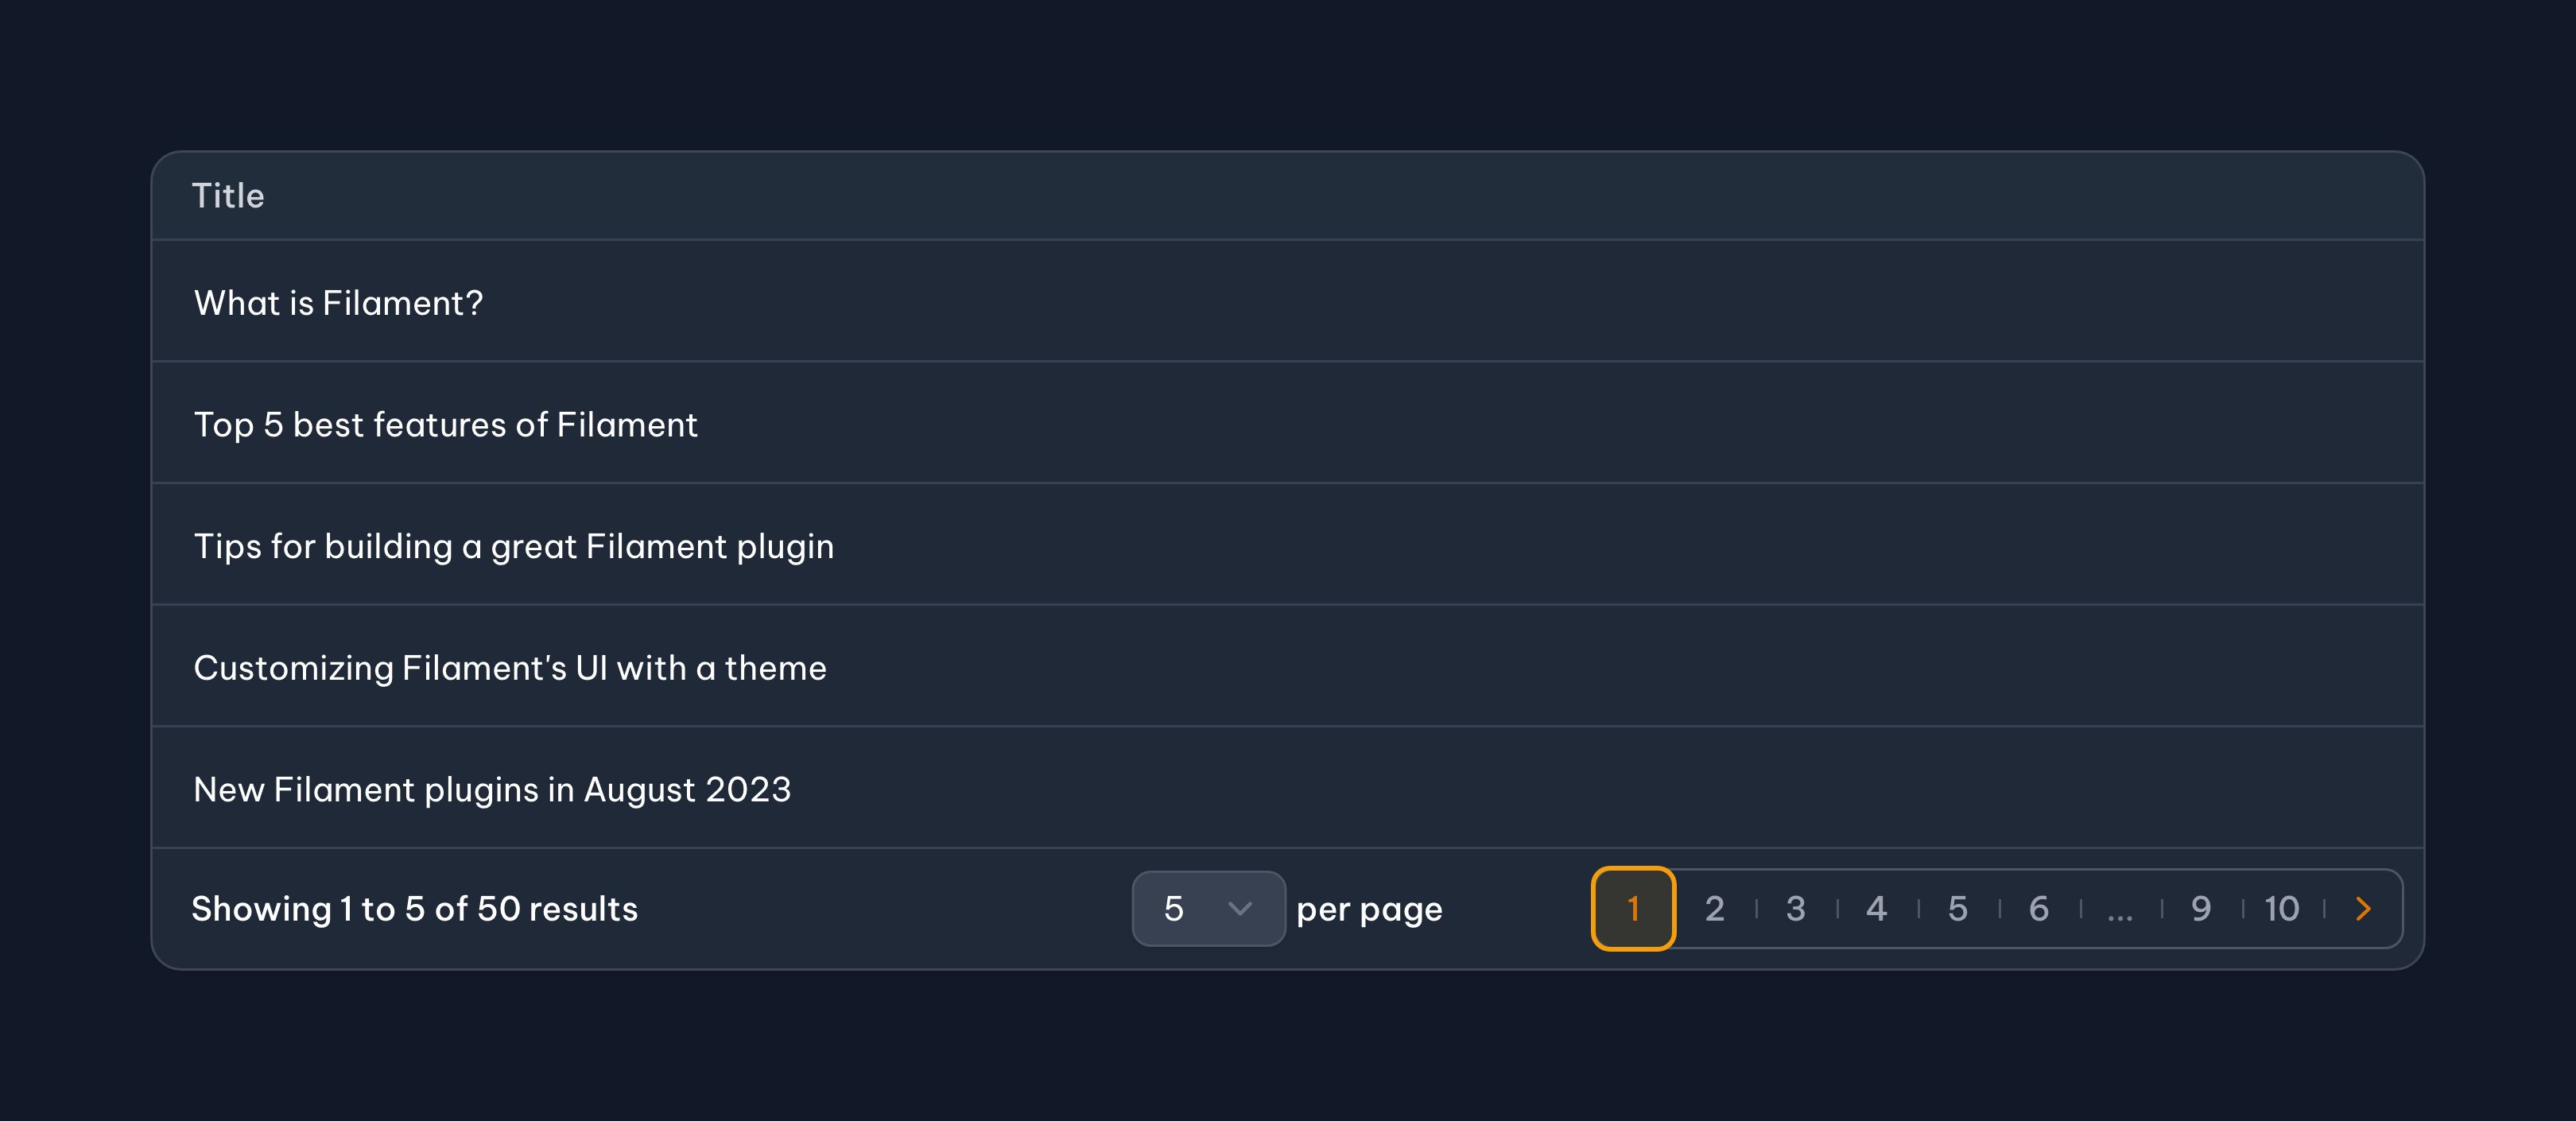 Title
What is Filament?
Top 5 best features of Filament
Tips for building a great Filament plugin
Customizing Filament's UI with a theme
New Filament plugins in August 2023
Showing 1 to 5 of 50 results 5 per page 1 2 3 4 5 6 ... 9 10